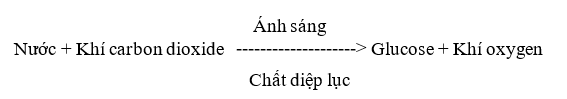 Ánh sáng
Nước + Khí carbon dioxide --------------------> Glucose + Khí oxygen
Chất diệp lục